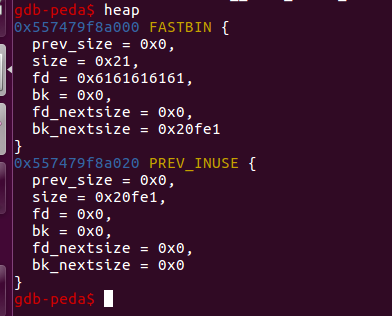 gdb-peda$ heap
0x557479f8a000 FASTBIN {
  prev_size = 0x0,
  size = 0x21,
  fd = 0x6161616161,
  bk = 0x0,
  fd_nextsize = 0x0,
  bk_nextsize = 0x20fe1
}
0x557479f8a020 PREV_INUSE {
  prev_size = 0x0,
  size = 0x20fe1,
  fd = 0x0,
  bk = 0x0,
  fd_nextsize = 0x0,
  bk_nextsize = 0x0
}
gdb-peda$